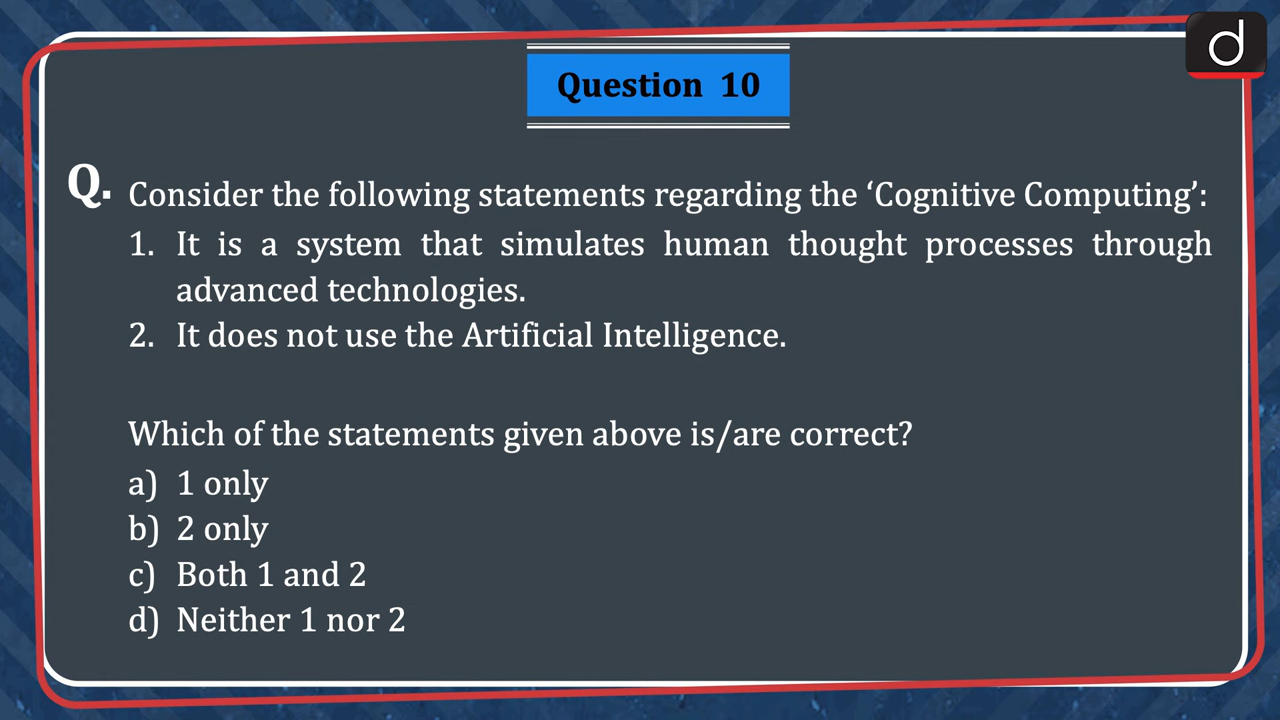 d
Question 10
Q. Consider the following statements regarding the ‘Cognitive Computing’:
1. It is a system that simulates human thought processes through
advanced technologies.
2. It does not use the Artificial Intelligence.
Which of the statements given above is/are correct?
a) 1 only
b) 2 only
c) Both 1 and 2
d) Neither 1 nor 2